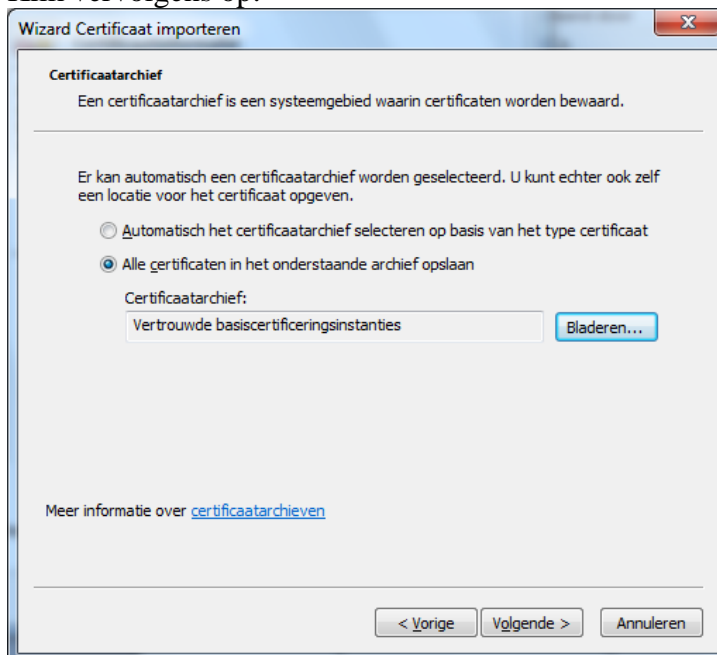 Klik vervolgens op:
Wizard Certificaat importeren
Certificaatarchief
Een certificaatarchief is een systeemgebied waarin certificaten worden bewaard.
Er kan automatisch een certificaatarchief worden geselecteerd. U kunt echter ook zelf
een locatie voor het certificaat opgeven.
Automatisch het certificaatarchief selecteren op basis van het type certificaat
Alle certificaten in het onderstaande archief opslaan
Certificaatarchief:
Vertrouwde basiscertificeringsinstanties
Bladeren...
Meer informatie over certificaatarchieven
< Vorige
Volgende >
Annuleren